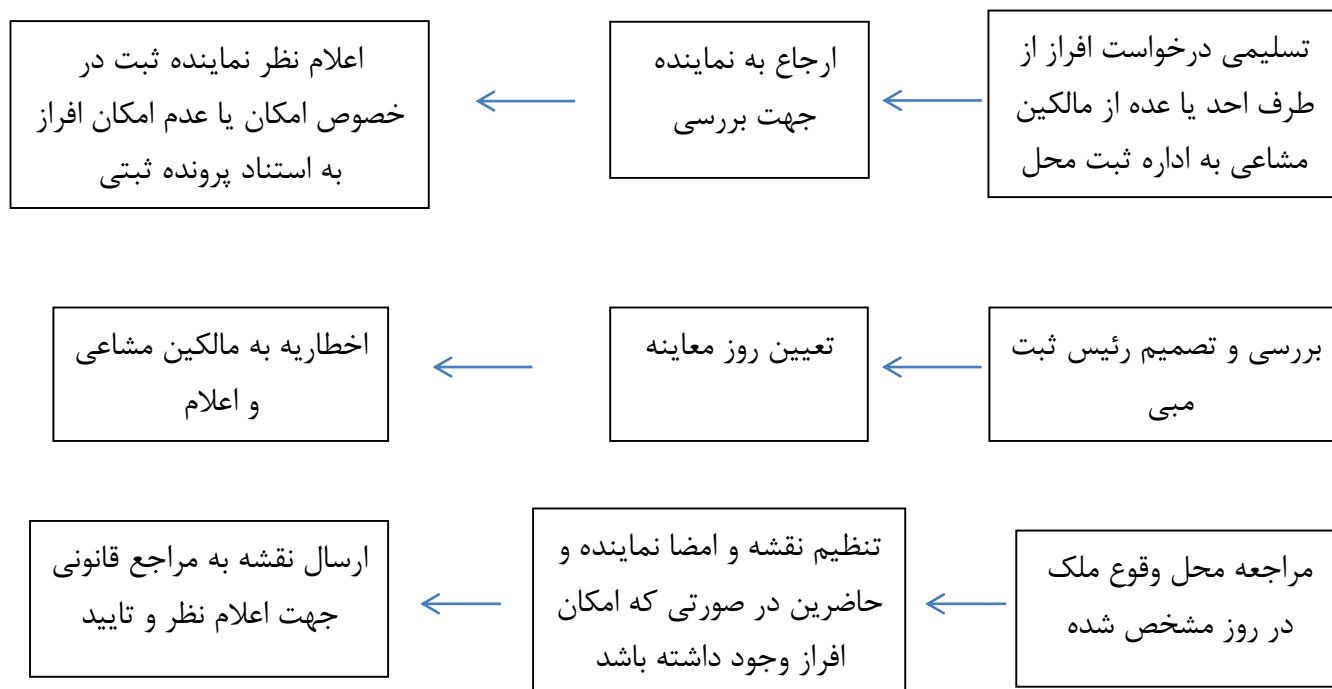 تسلیمی درخواست افراز از
طرف احد یا عده از مالکین
مشاعی به اداره ثبت محل
ارجاع به نماینده
جهت بررسی
اعلام نظر نماینده ثبت در
خصوص امکان یا عدم امکان افراز
به استناد پرونده ثبتی
بررسی و تصمیم رئیس ثبت
مبی
تعیین روز معاینه
اخطاریه به مالکین مشاعی
و اعلام
مراجعه محل وقوع ملک
در روز مشخص شده
تنظیم نقشه و امضا نماینده و
حاضرین در صورتی که امکان
افراز وجود داشته باشد
ارسال نقشه به مراجع قانونی
جهت اعلام نظر و تایید